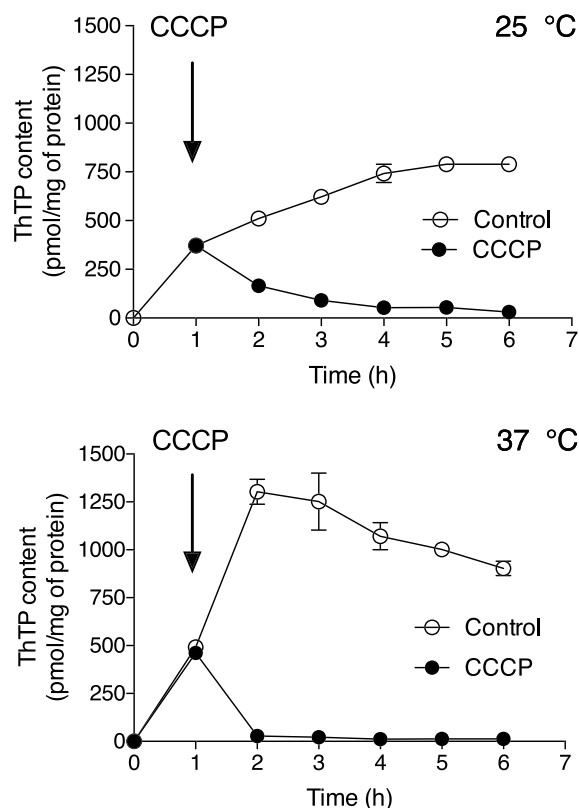 CCCP 25 °C
1500
1250
1000
750
500
250
0
ThTP content
(pmol/mg of protein)
Control
CCCP
0 1 2 3 4 5 6 7
Time (h)
CCCP 37 °C
1500
1250
1000
750
500
250
0
ThTP content
(pmol/mg of protein)
Control
CCCP
0 1 2 3 4 5 6 7
Time (h)